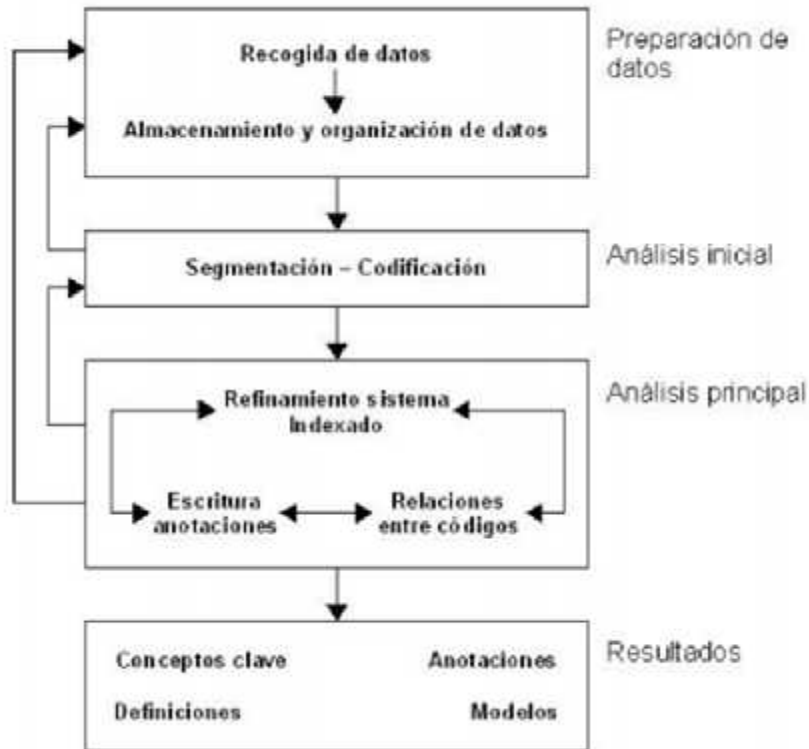 Recogida de datos
Almacenamiento y organización de datos
Preparación de
datos
Segmentación – Codificación
Análisis inicial
Refinamiento sistema
Indexado
Escritura
anotaciones
Relaciones
entre códigos
Análisis principal
Conceptos clave
Anotaciones
Definiciones
Modelos
Resultados